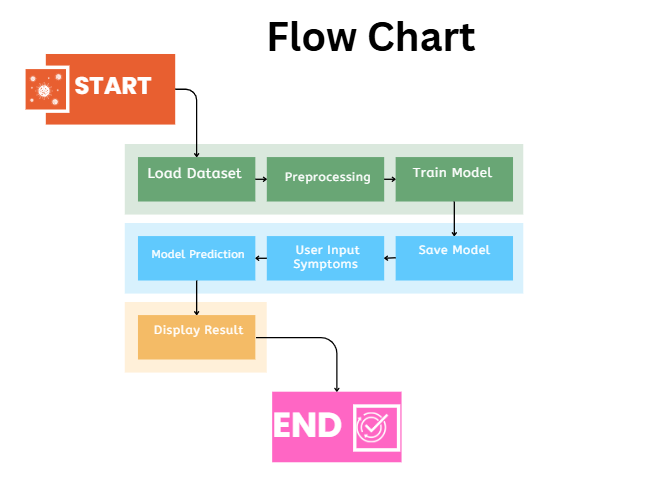 Flow Chart
START
Load Dataset
Preprocessing
Train Model
Model Prediction
User Input
Symptoms
Save Model
Display Result
END